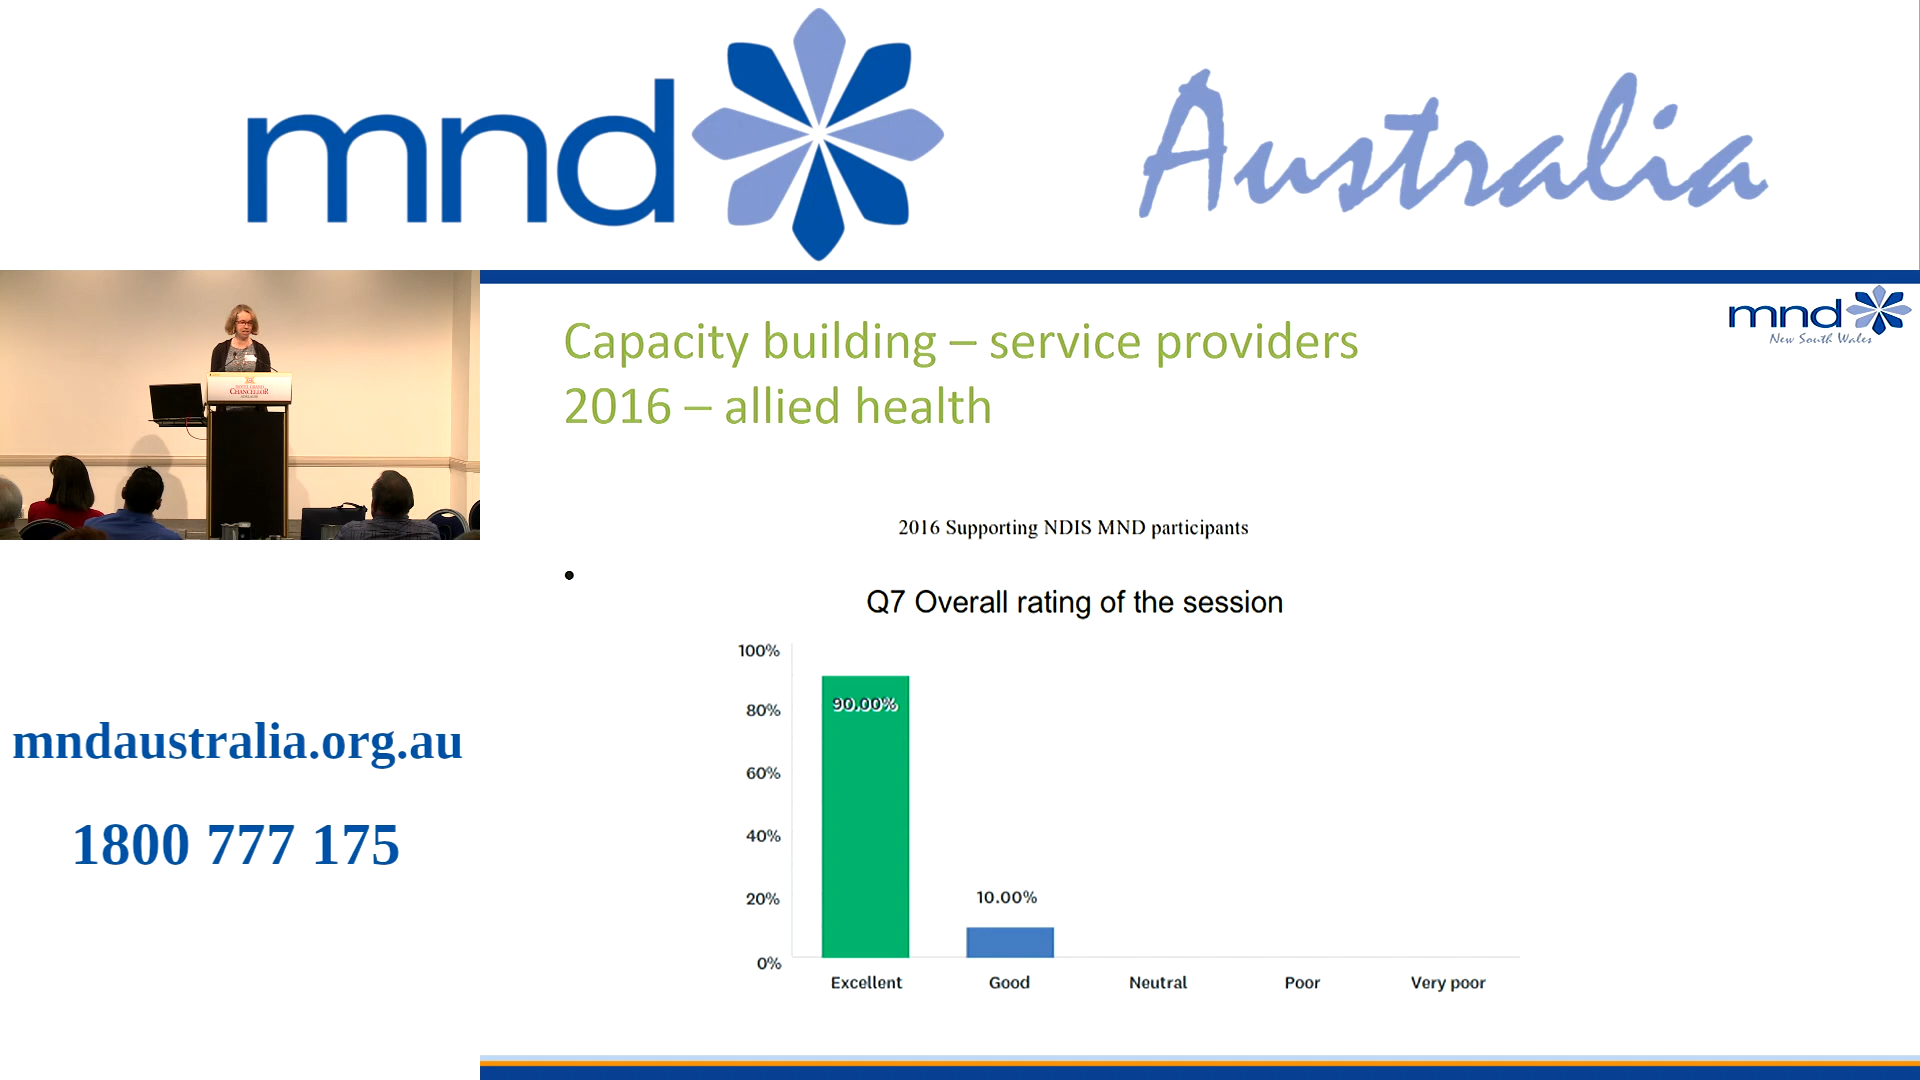 mnd Australia
mnd
New South Wales
Capacity building – service providers
2016 – allied health
CHANCELLOR
2016 Supporting NDIS MND participants
•
Q7 Overall rating of the session
100%
90.00%
80%
60%
40%
10.00%
20%
0%
Excellent Good Neutral Poor Very poor
mndaustralia.org.au
1800 777 175